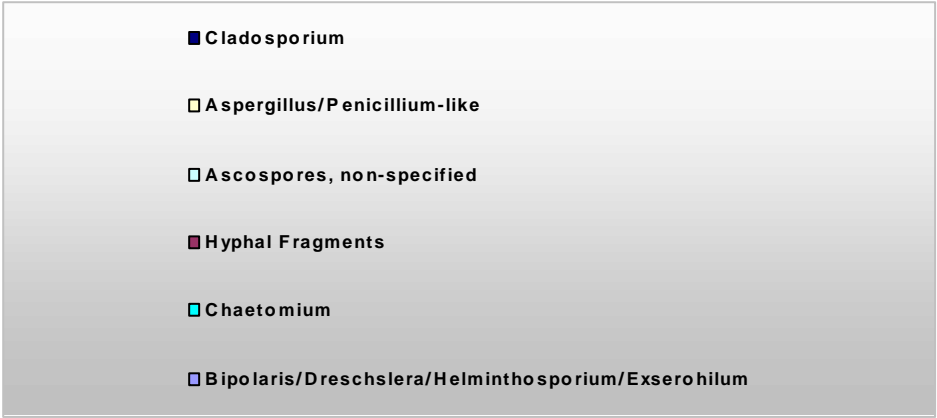 Cladosporium
Aspergillus/Penicillium-like
Ascospores, non-specified
Hyphal Fragments
Chaetomium
Bipolaris/Dreschslera/Helminthosporium/Exserohilum